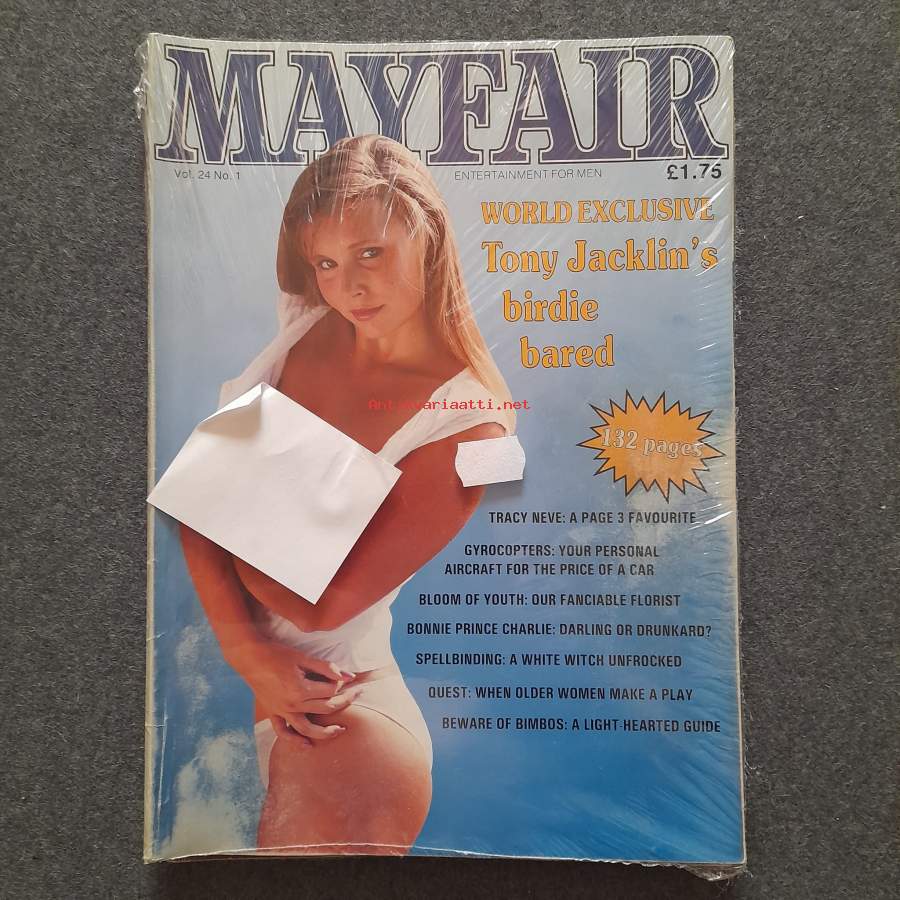 MAYFAIR
Vol. 24 No. 1
ENTERTAINMENT FOR MEN
£1.75
WORLD EXCLUSIVE
Tony Jacklin's
birdie
bared
Antikvariaatti.net
132 pages
TRACY NEVE: A PAGE 3 FAVOURITE
GYROCOPTERS: YOUR PERSONAL
AIRCRAFT FOR THE PRICE OF A CAR
BLOOM OF YOUTH: OUR FANCIABLE FLORIST
BONNIE PRINCE CHARLIE: DARLING OR DRUNKARD?
SPELLBINDING: A WHITE WITCH UNFROCKED
QUEST: WHEN OLDER WOMEN MAKE A PLAY
BEWARE OF BIMBOS: A LIGHT-HEARTED GUIDE